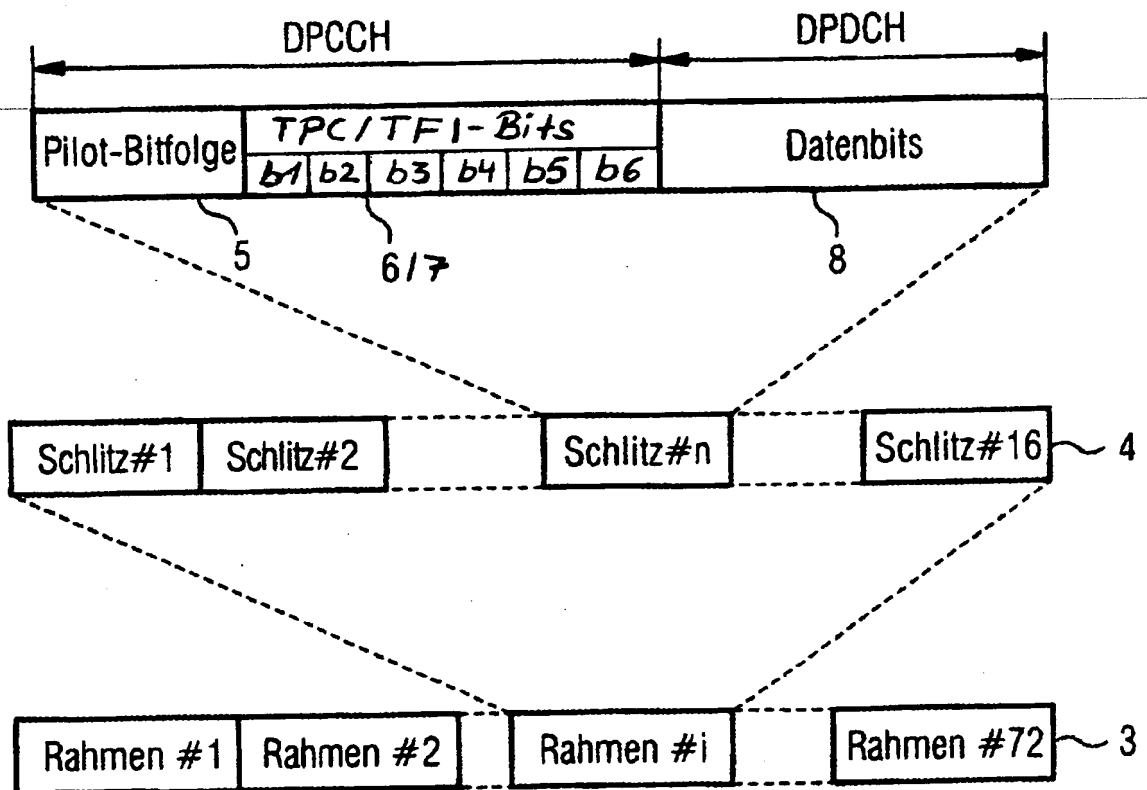 DPCCH DPDCH
Pilot-Bitfolge TPC/TFI-Bits Datenbits
b1 b2 b3 b4 b5 b6
5 6/7 8
Schlitz#1 Schlitz#2 Schlitz#n Schlitz#16 4
Rahmen #1 Rahmen #2 Rahmen #i Rahmen #72 3